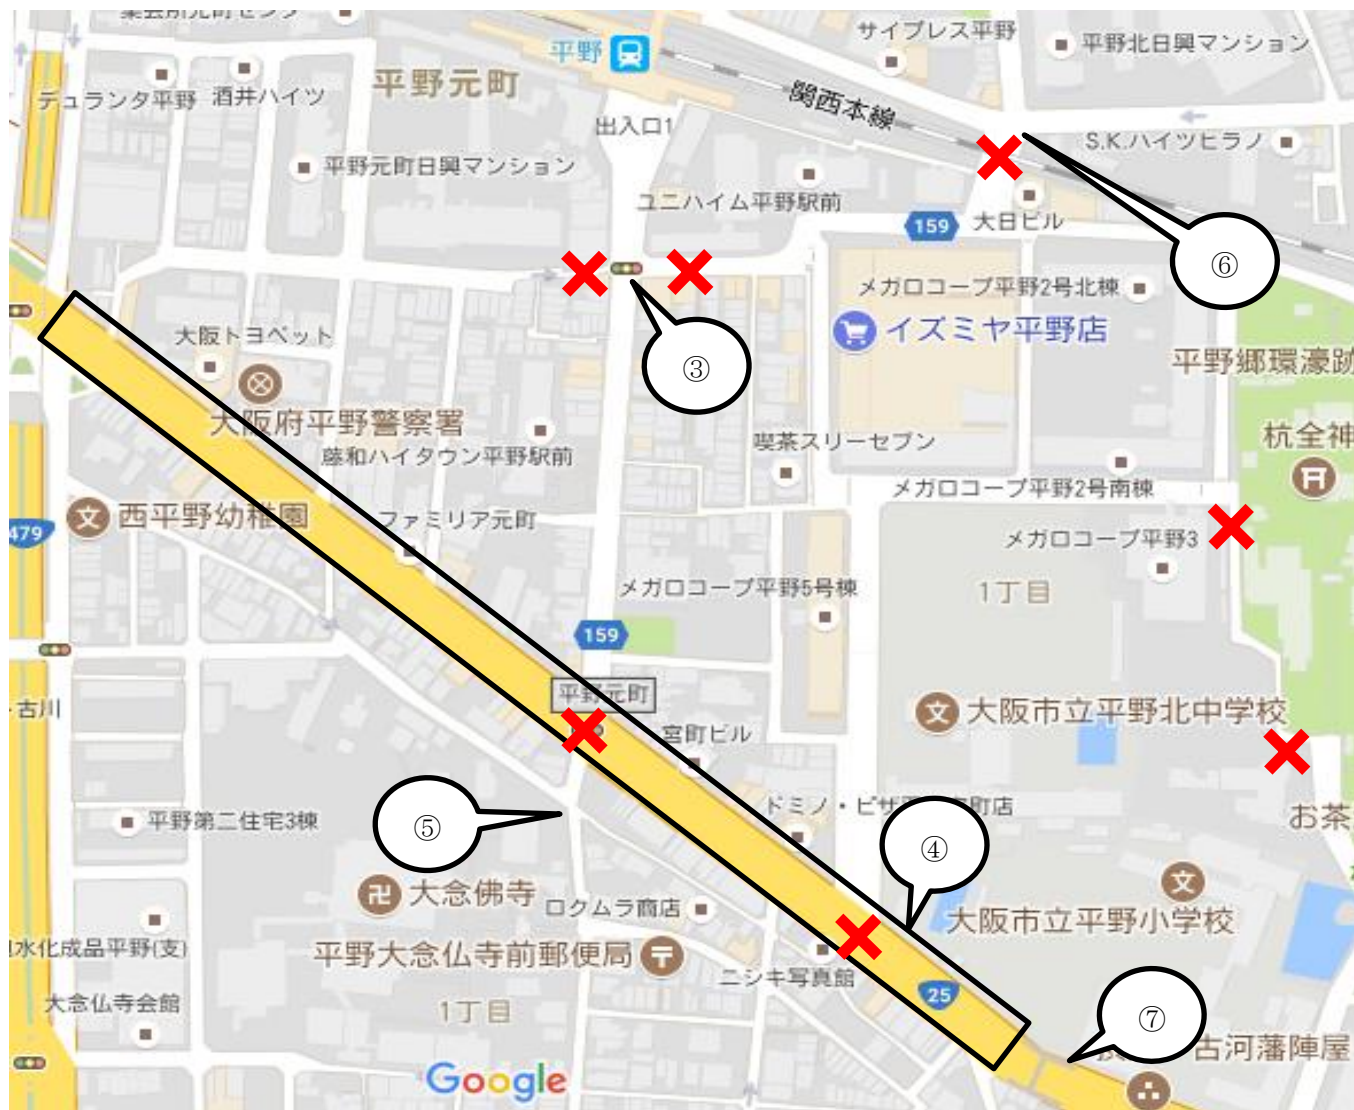 サイプレス平野
平野
平野北日興マンション
平野元町
関西本線
デュランタ平野
酒井ハイツ
出入口1
S.K.ハイツヒラノ
平野元町日興マンション
ユニハイム平野駅前
159
大日ビル
⑥
メガロコープ平野2号北棟
大阪トヨペット
イズミヤ平野店
③
平野郷環濠跡
大阪府平野警察署
藤和ハイタウン平野駅前
喫茶スリーセブン
杭全神
メガロコープ平野2号南棟
西平野幼稚園
ファミリア元町
479
メガロコープ平野3
メガロコープ平野5号棟
1丁目
159
平野元町
古川
大阪市立平野北中学校
宮町ビル
平野第二住宅3棟
⑤
ドミノ・ピザ
町店
お茶
④
大念佛寺
ロクムラ商店
大阪市立平野小学校
水化成品平野(支)
平野大念仏寺前郵便局
ニシキ写真館
25
大念仏寺会館
1丁目
⑦
古河藩陣屋
Google